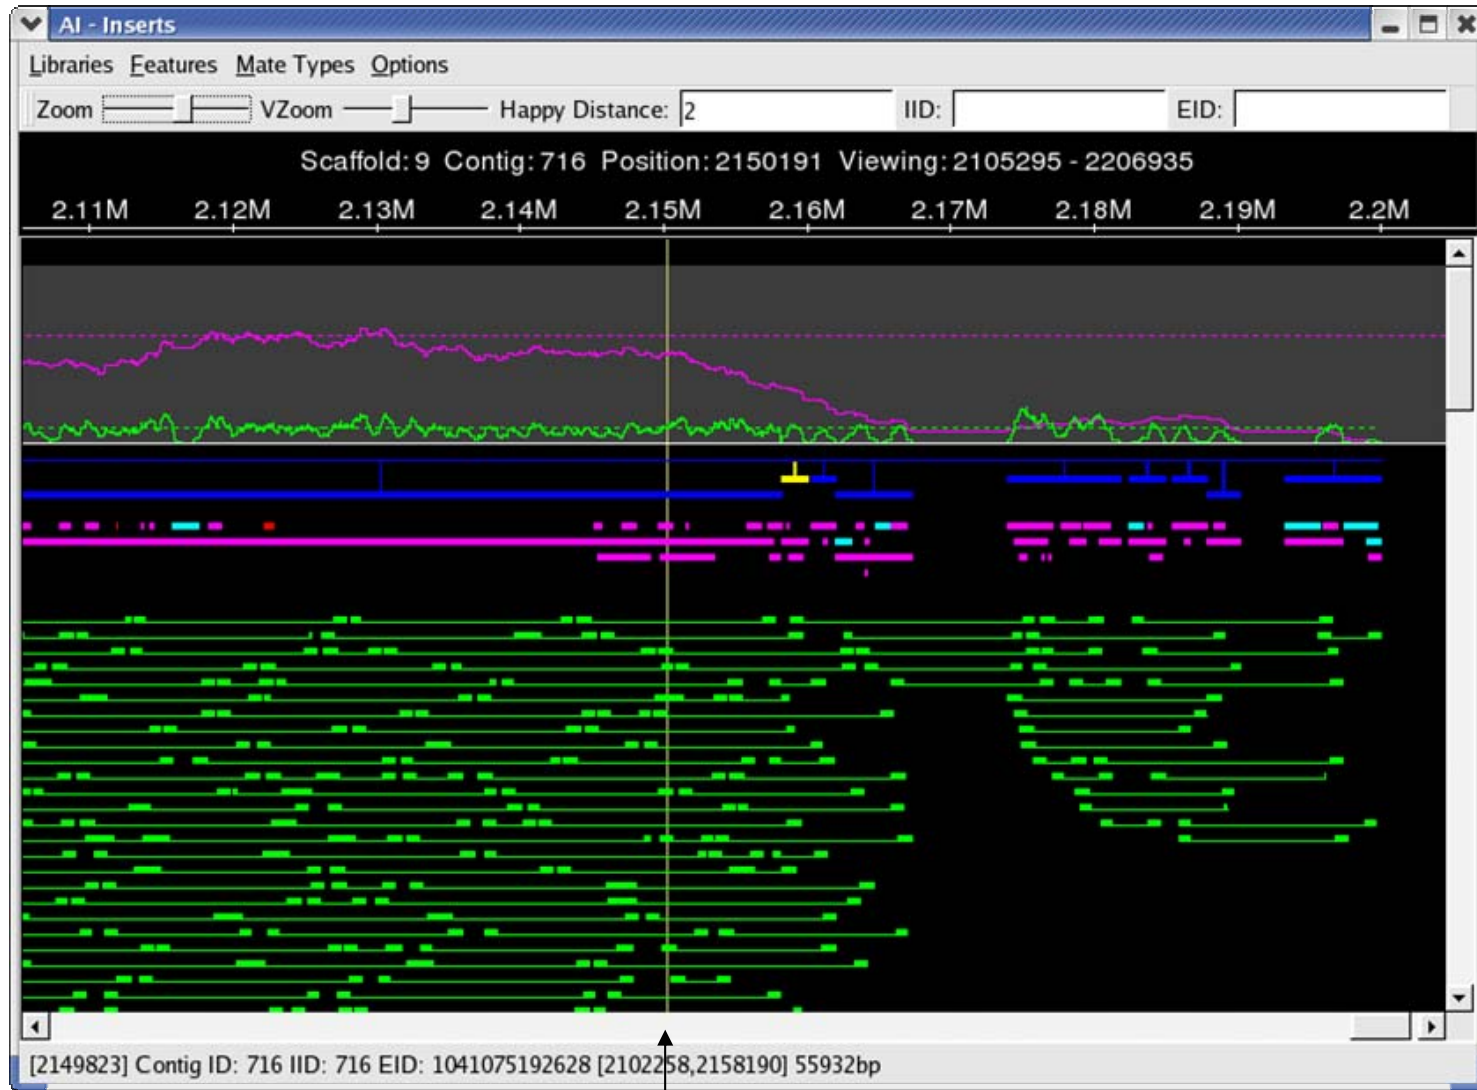 AI - Inserts
Libraries Features Mate Types Options
Zoom VZoom Happy Distance: 2 IID: EID:
Scaffold: 9 Contig: 716 Position: 2150191 Viewing: 2105295 - 2206935
2.11M 2.12M 2.13M 2.14M 2.15M 2.16M 2.17M 2.18M 2.19M 2.2M
[2149823] Contig ID: 716 IID: 716 EID: 1041075192628 [2102258,2158190] 55932bp